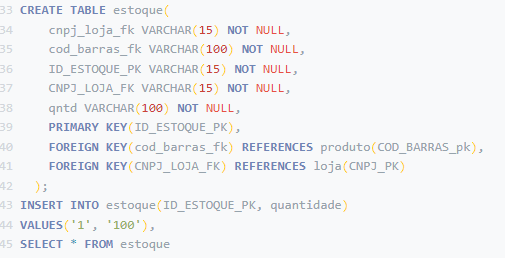 33 CREATE TABLE estoque(
34 cnpj_loja_fk VARCHAR(15) NOT NULL,
35 cod_barras_fk VARCHAR(100) NOT NULL,
36 ID_ESTOQUE_PK VARCHAR(15) NOT NULL,
37 CNPJ_LOJA_FK VARCHAR(15) NOT NULL,
38 qntd VARCHAR(100) NOT NULL,
39 PRIMARY KEY(ID_ESTOQUE_PK),
40 FOREIGN KEY(cod_barras_fk) REFERENCES produto(COD_BARRAS_pk),
41 FOREIGN KEY(CNPJ_LOJA_FK) REFERENCES loja(CNPJ_PK)
42 );
43 INSERT INTO estoque(ID_ESTOQUE_PK, quantidade)
44 VALUES('1', '100'),
45 SELECT * FROM estoque